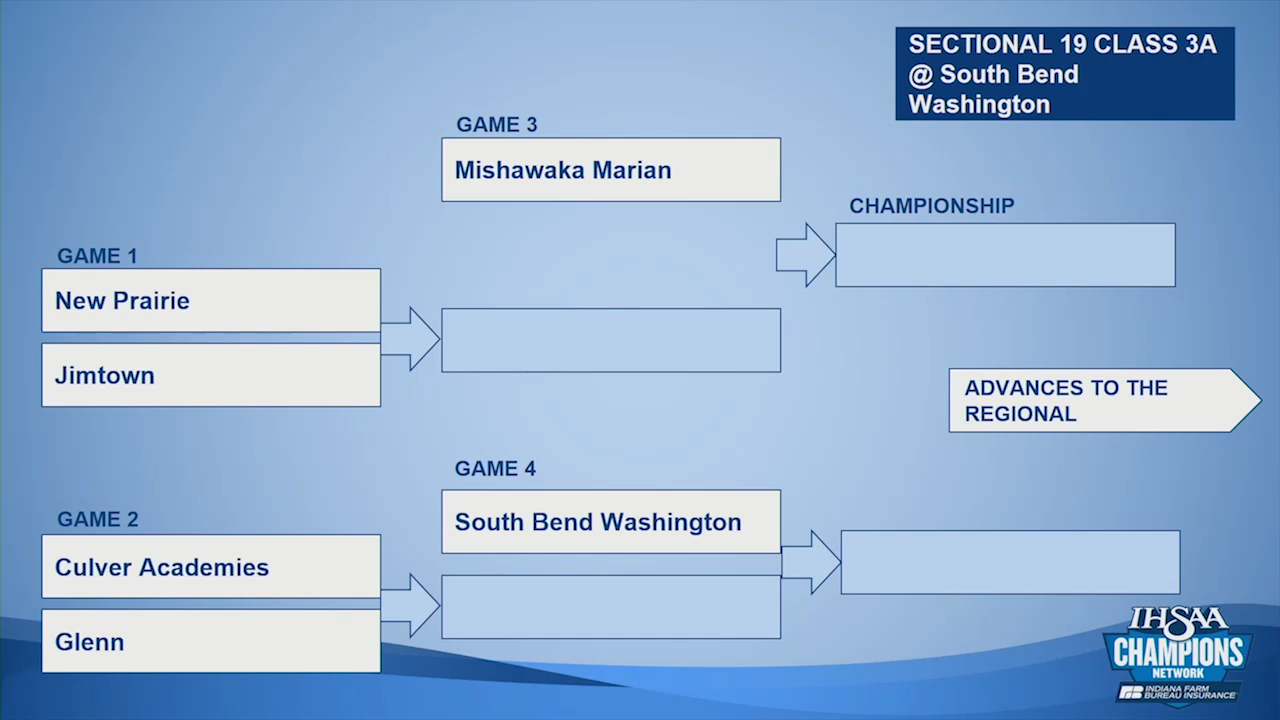 SECTIONAL 19 CLASS 3A
@ South Bend
Washington
GAME 3
Mishawaka Marian
CHAMPIONSHIP
GAME 1
New Prairie
Jimtown
ADVANCES TO THE
REGIONAL
GAME 4
South Bend Washington
GAME 2
Culver Academies
Glenn
IHSAA
CHAMPIONS
NETWORK
INDIANA FARM
BUREAU INSURANCE